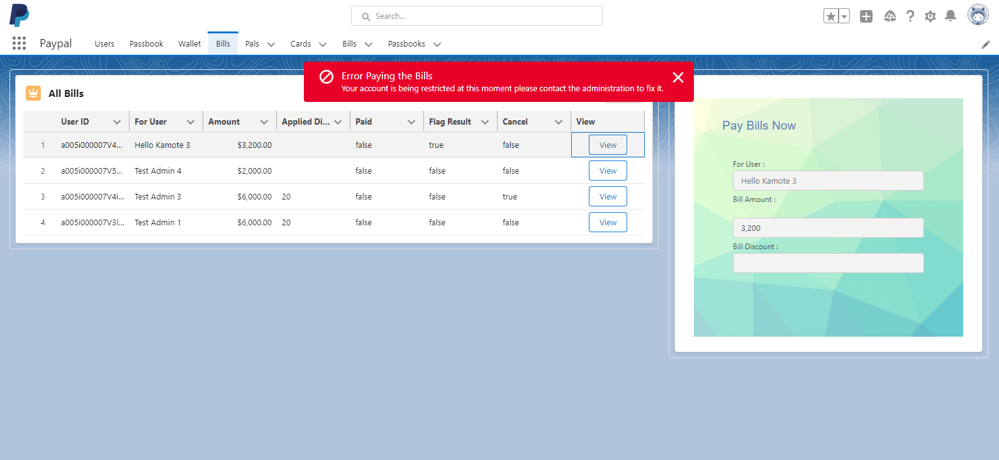 Search...
Paypal Users Passbook Wallet Bills Pals Cards Bills Passbooks
Error Paying the Bills
Your account is being restricted at this moment please contact the administration to fix it.
All Bills
User ID For User Amount Applied Di... Paid Flag Result Cancel View
1 a005i000007V4... Hello Kamote 3 $3,200.00 false true false View
2 a005i000007V5... Test Admin 4 $2,000.00 false false false View
3 a005i000007V4i... Test Admin 3 $6,000.00 20 false false true View
4 a005i000007V3I... Test Admin 1 $6,000.00 20 false false false View
Pay Bills Now
For User :
Hello Kamote 3
Bill Amount :
3,200
Bill Discount :